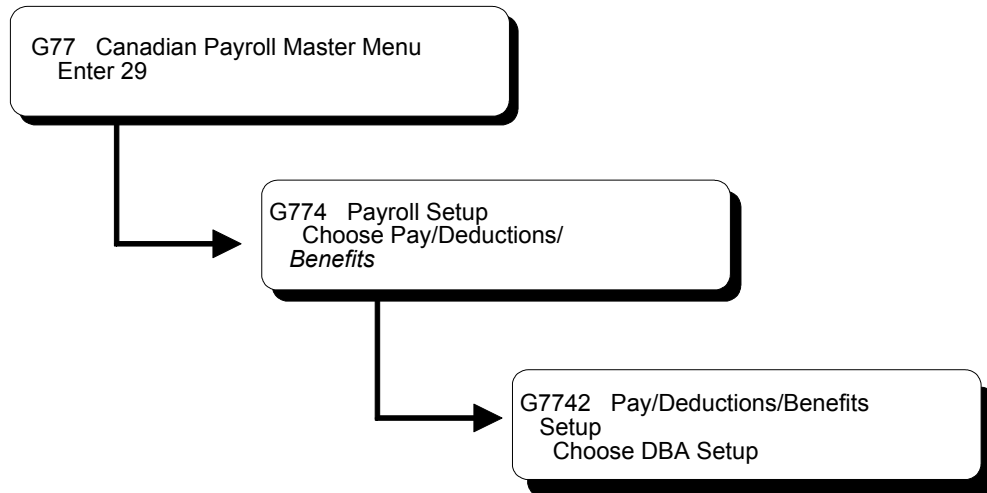 G77 Canadian Payroll Master Menu
Enter 29
G774 Payroll Setup
Choose Pay/Deductions/
Benefits
G7742 Pay/Deductions/Benefits
Setup
Choose DBA Setup